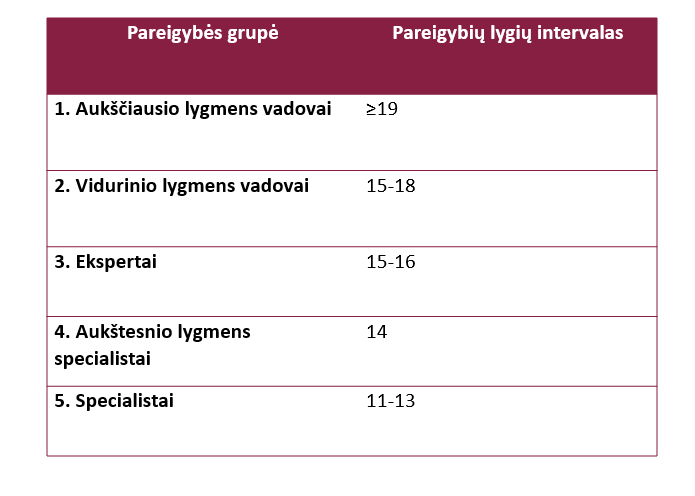 Pareigybės grupė
Pareigybių lygių intervalas
1. Aukščiausio lygmens vadovai
≥19
2. Vidurinio lygmens vadovai
15-18
3. Ekspertai
15-16
4. Aukštesnio lygmens
specialistai
14
5. Specialistai
11-13